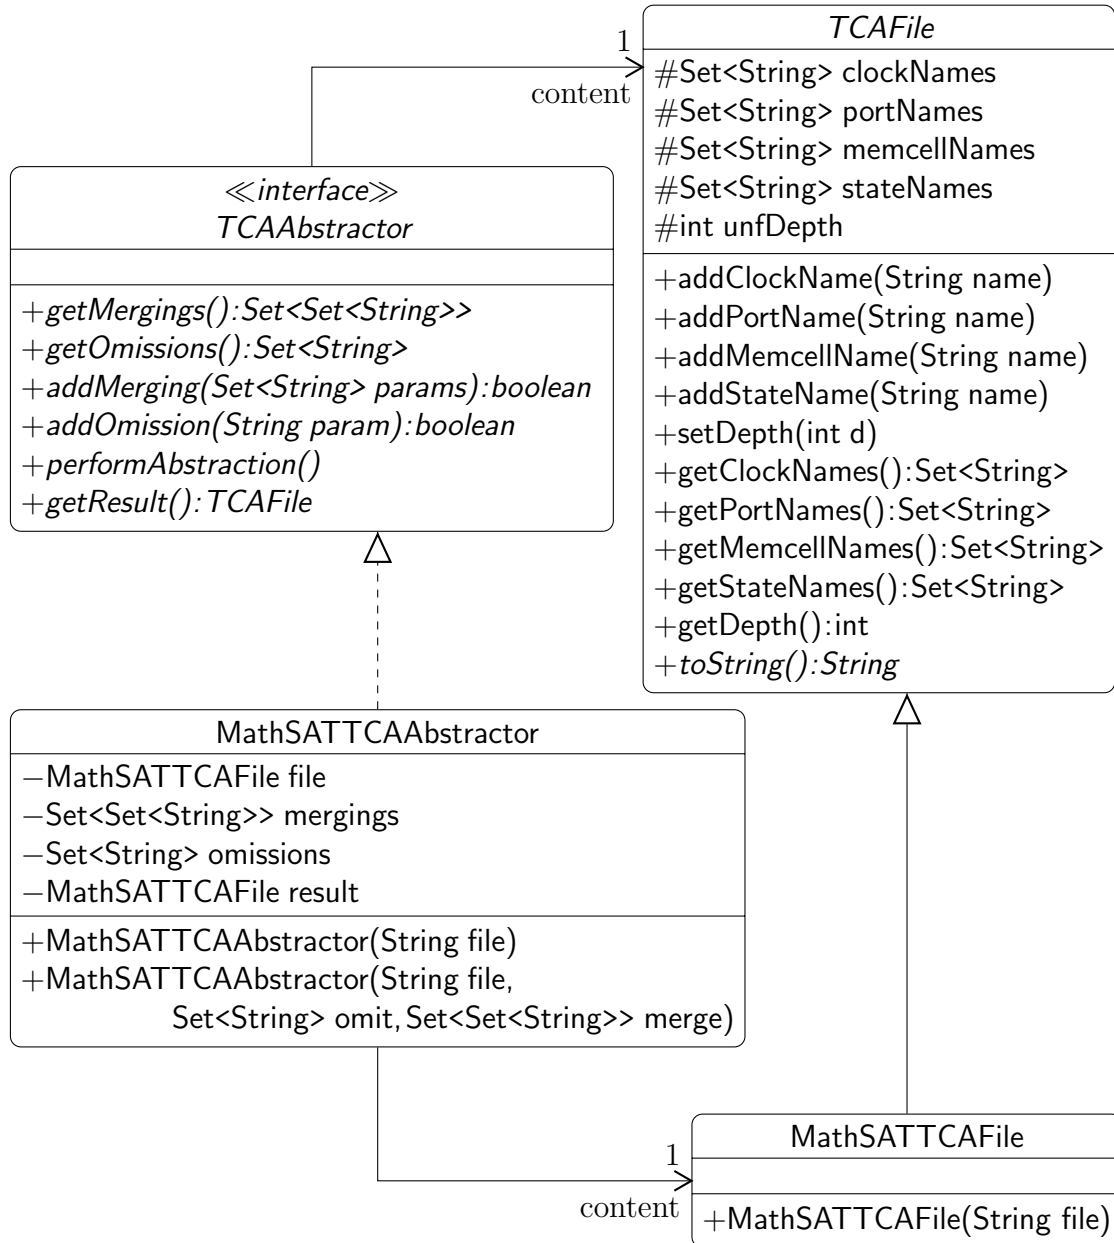 TCAFile
#Set<String> clockNames
#Set<String> portNames
#Set<String> memcellNames
#Set<String> stateNames
#int unfDepth
+addClockName(String name)
+addPortName(String name)
+addMemcellName(String name)
+addStateName(String name)
+setDepth(int d)
+getClockNames():Set<String>
+getPortNames():Set<String>
+getMemcellNames():Set<String>
+getStateNames():Set<String>
+getDepth():int
+toString():String
1
content
≪interface≫
TCAAbstractor
+getMergings():Set<Set<String>>
+getOmissions():Set<String>
+addMerging(Set<String> params):boolean
+addOmission(String param):boolean
+performAbstraction()
+getResult():TCAFile
MathSATTCAAbstractor
−MathSATTCAFile file
−Set<Set<String>> mergings
−Set<String> omissions
−MathSATTCAFile result
+MathSATTCAAbstractor(String file)
+MathSATTCAAbstractor(String file,
Set<String> omit,Set<Set<String>> merge)
1
content
MathSATTCAFile
+MathSATTCAFile(String file)